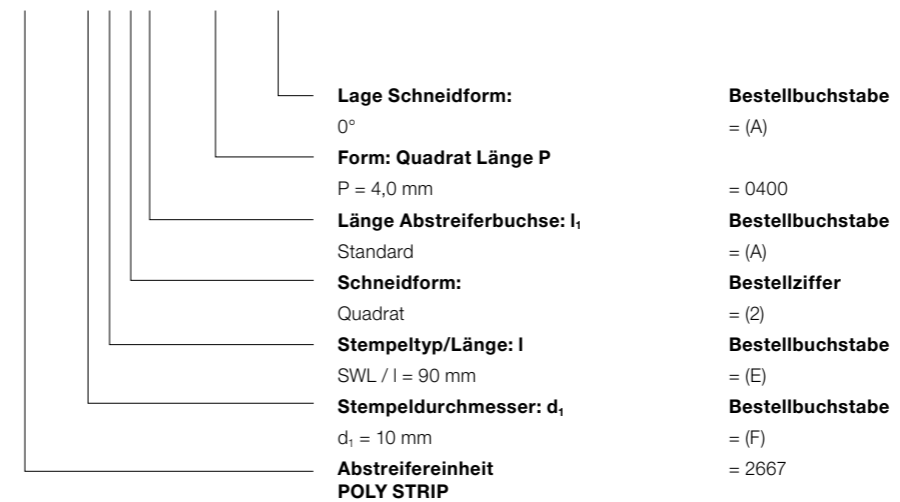 Lage Schneidform: Bestellbuchstabe
0° = (A)
Form: Quadrat Länge P
P = 4,0 mm = 0400
Länge Abstreiferbuchse: l₁ Bestellbuchstabe
Standard = (A)
Schneidform: Bestellziffer
Quadrat = (2)
Stempeltyp/Länge: l Bestellbuchstabe
SWL / l = 90 mm = (E)
Stempeldurchmesser: d₁ Bestellbuchstabe
d₁ = 10 mm = (F)
Abstreifereinheit = 2667
POLY STRIP